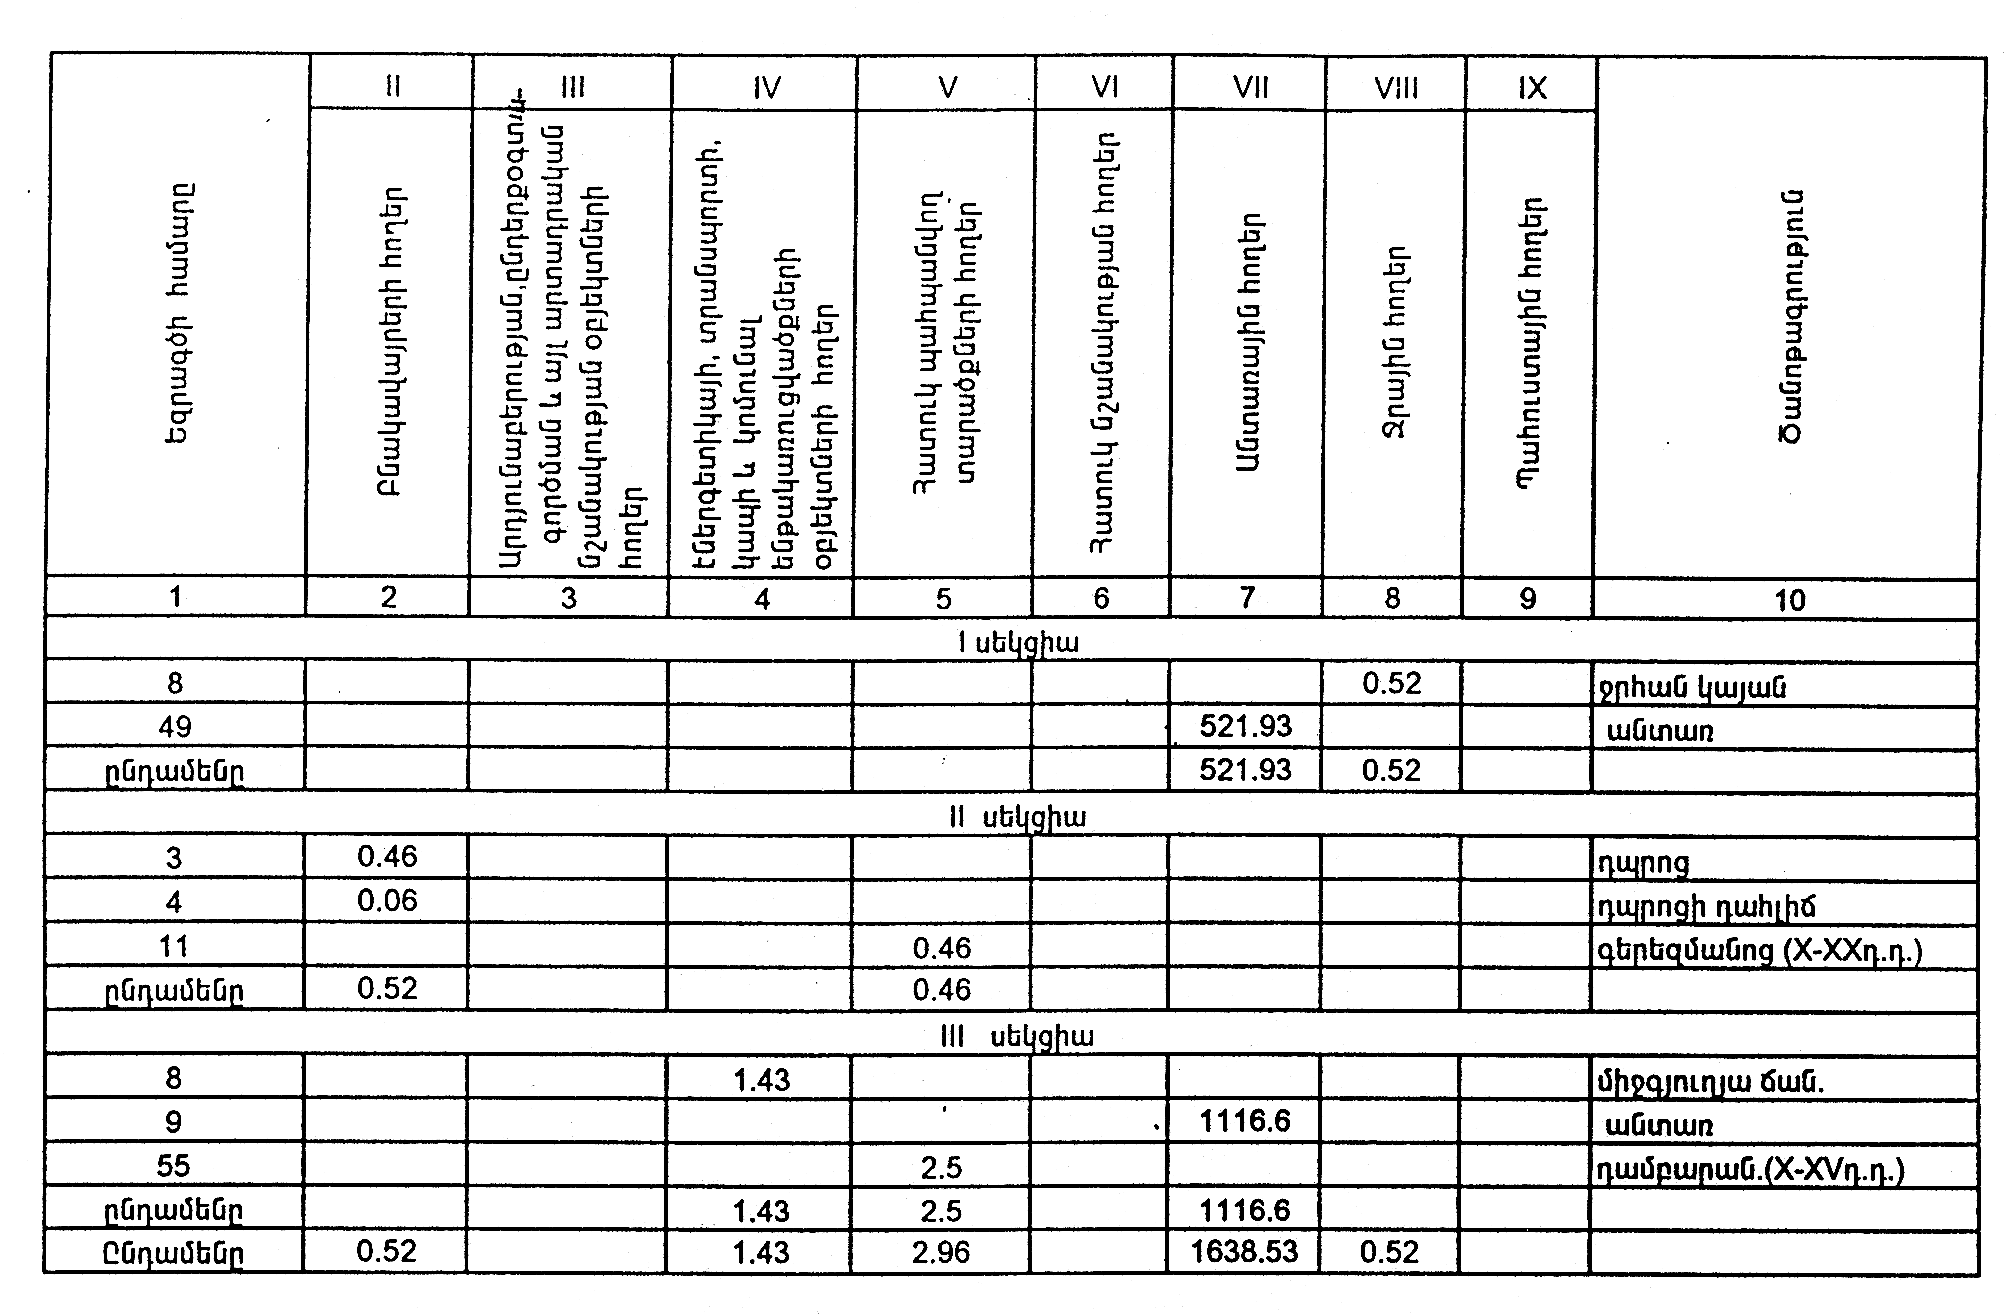 II III IV V VI VII VIII IX
Եզրագծի համարը
Բնակավայրերի հողեր
Արդյունաբերության, ընդերքօգտա-
գործման և այլ արտադրական
նշանակության օբյեկտների
հողեր
Էներգետիկայի, տրանսպորտի,
կապի և կոմունալ
ենթակառուցվածքների
օբյեկտների հողեր
Հատուկ պահպանվող
տարածքների հողեր
Հատուկ նշանակության հողեր
Անտառային հողեր
Ջրային հողեր
Պահուստային հողեր
Ծանոթագրություն
1 2 3 4 5 6 7 8 9 10
I սեկցիա
8 0.52 ջրհան կայան
49 521.93 անտառ
ընդամենը 521.93 0.52
II սեկցիա
3 0.46 դպրոց
4 0.06 դպրոցի դահլիճ
11 0.46 գերեզմանոց (X-XXդ.դ.)
ընդամենը 0.52 0.46
III սեկցիա
8 1.43 միջգյուղյա ճան.
9 1116.6 անտառ
55 2.5 դամբարան.(X-XVդ.դ.)
ընդամենը 1.43 2.5 1116.6
Ընդամենը 0.52 1.43 2.96 1638.53 0.52